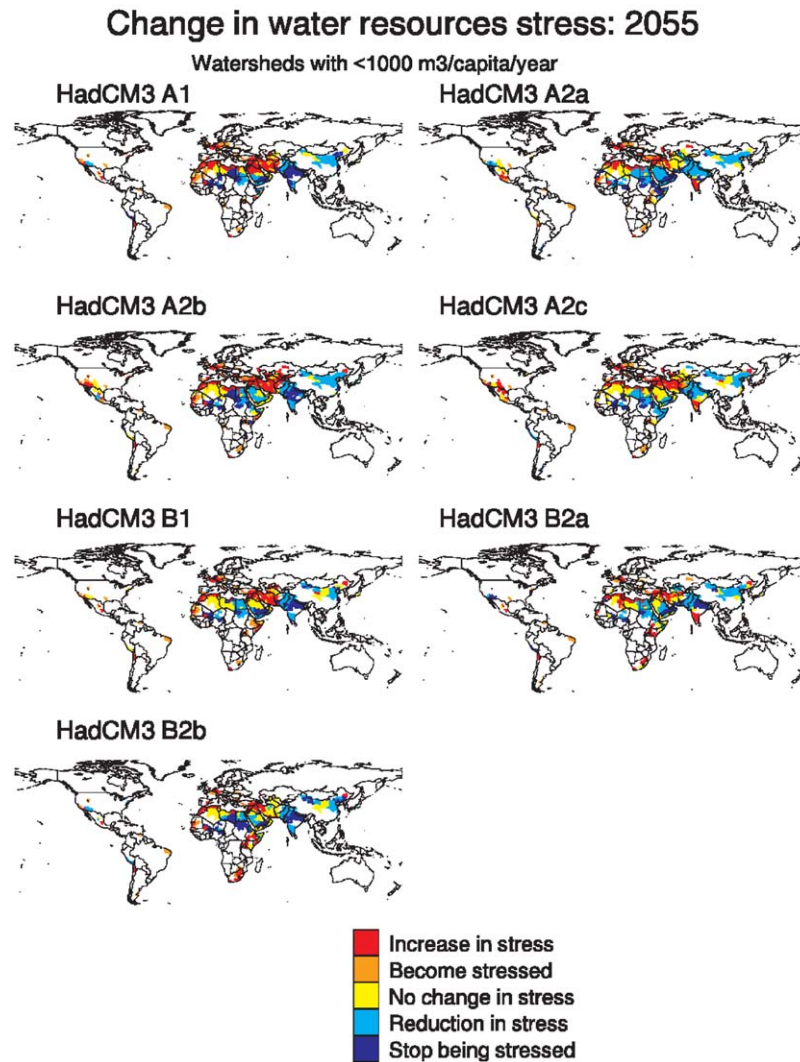 Change in water resources stress: 2055
Watersheds with <1000 m3/capita/year
HadCM3 A1
HadCM3 A2a
HadCM3 A2b
HadCM3 A2c
HadCM3 B1
HadCM3 B2a
HadCM3 B2b
Increase in stress
Become stressed
No change in stress
Reduction in stress
Stop being stressed